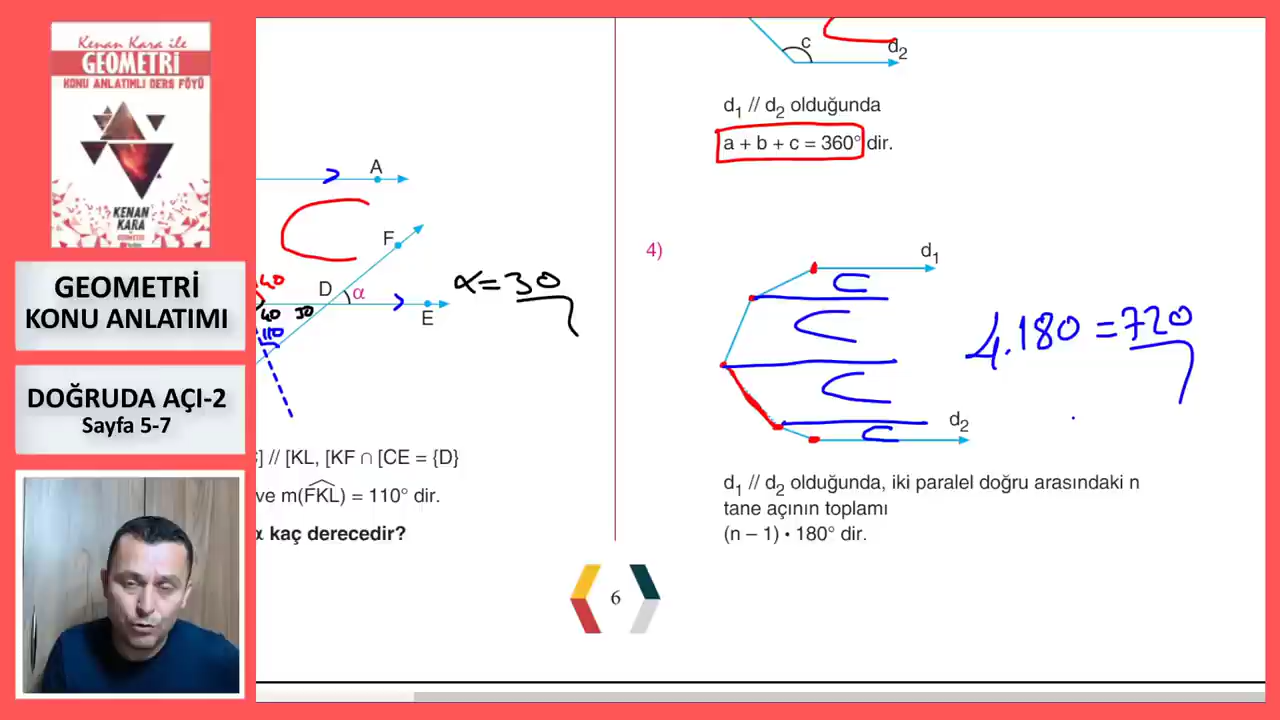 Kenan Kara ile
GEOMETRİ
KONU ANLATIMLI DERS FÖYÜ
KENAN
KARA
GEOMETRİ
KONU ANLATIMI
DOĞRUDA AÇI-2
Sayfa 5-7
A
F
D
α
E
40
40
30
110
α = 30
] // [KL, [KF ∩ [CE = {D}
ve m(FKL) = 110° dir.
α kaç derecedir?
c
d2
d1 // d2 olduğunda
a + b + c = 360° dir.
4)
d1
d2
4.180 = 720
d1 // d2 olduğunda, iki paralel doğru arasındaki n
tane açının toplamı
(n – 1) • 180° dir.
6